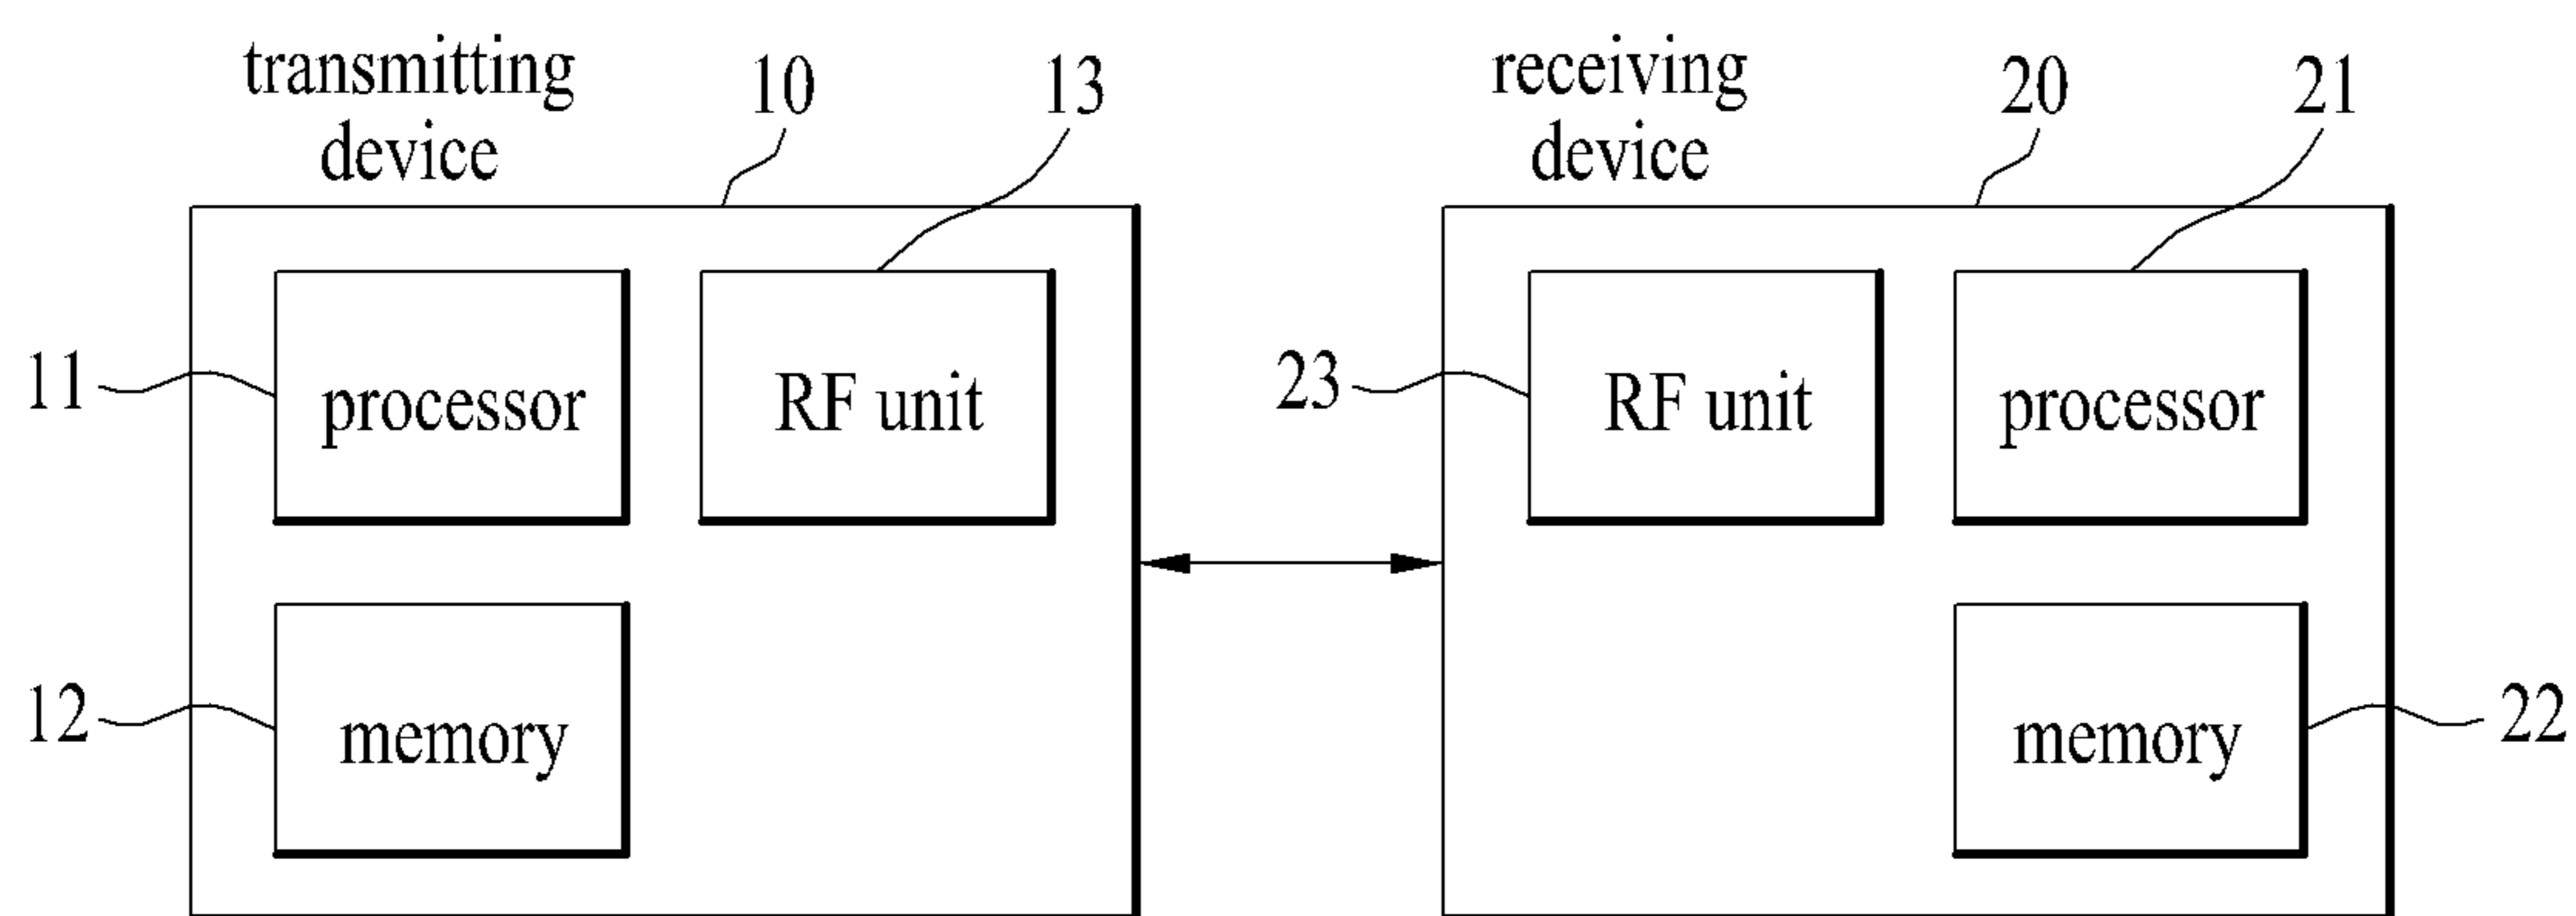 transmitting
device
10
13
receiving
device
20
21
11
processor
RF unit
23
RF unit
processor
12
memory
memory
22